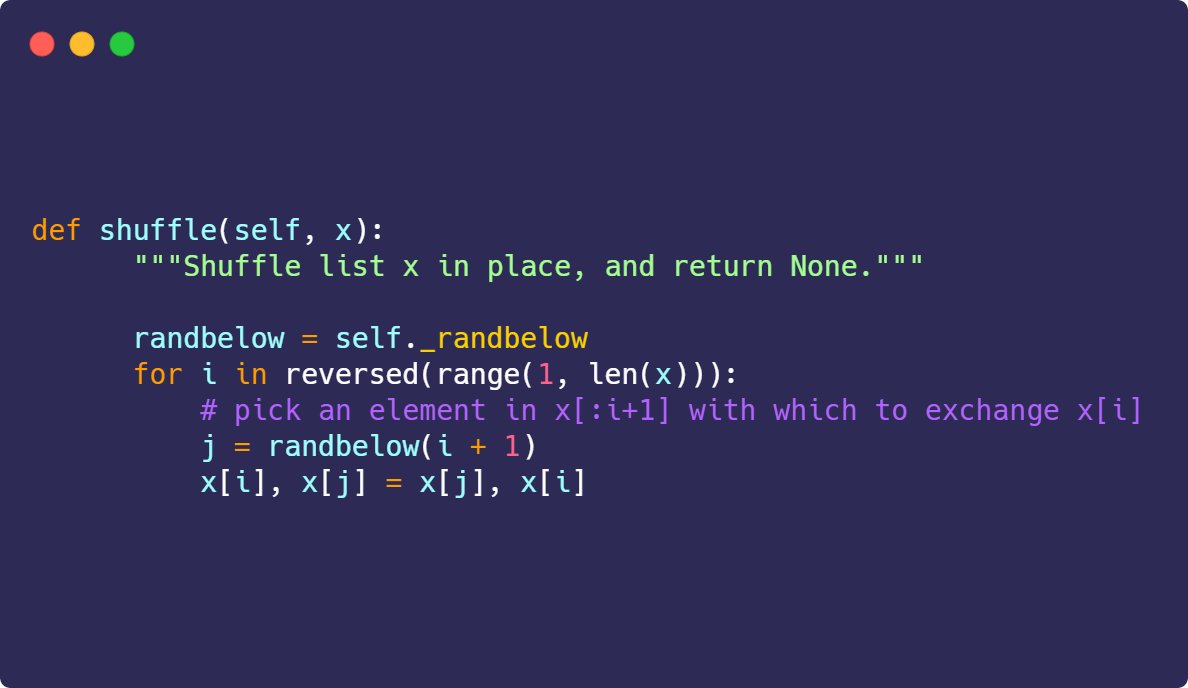 def shuffle(self, x):
      """Shuffle list x in place, and return None."""

      randbelow = self._randbelow
      for i in reversed(range(1, len(x))):
          # pick an element in x[:i+1] with which to exchange x[i]
          j = randbelow(i + 1)
          x[i], x[j] = x[j], x[i]